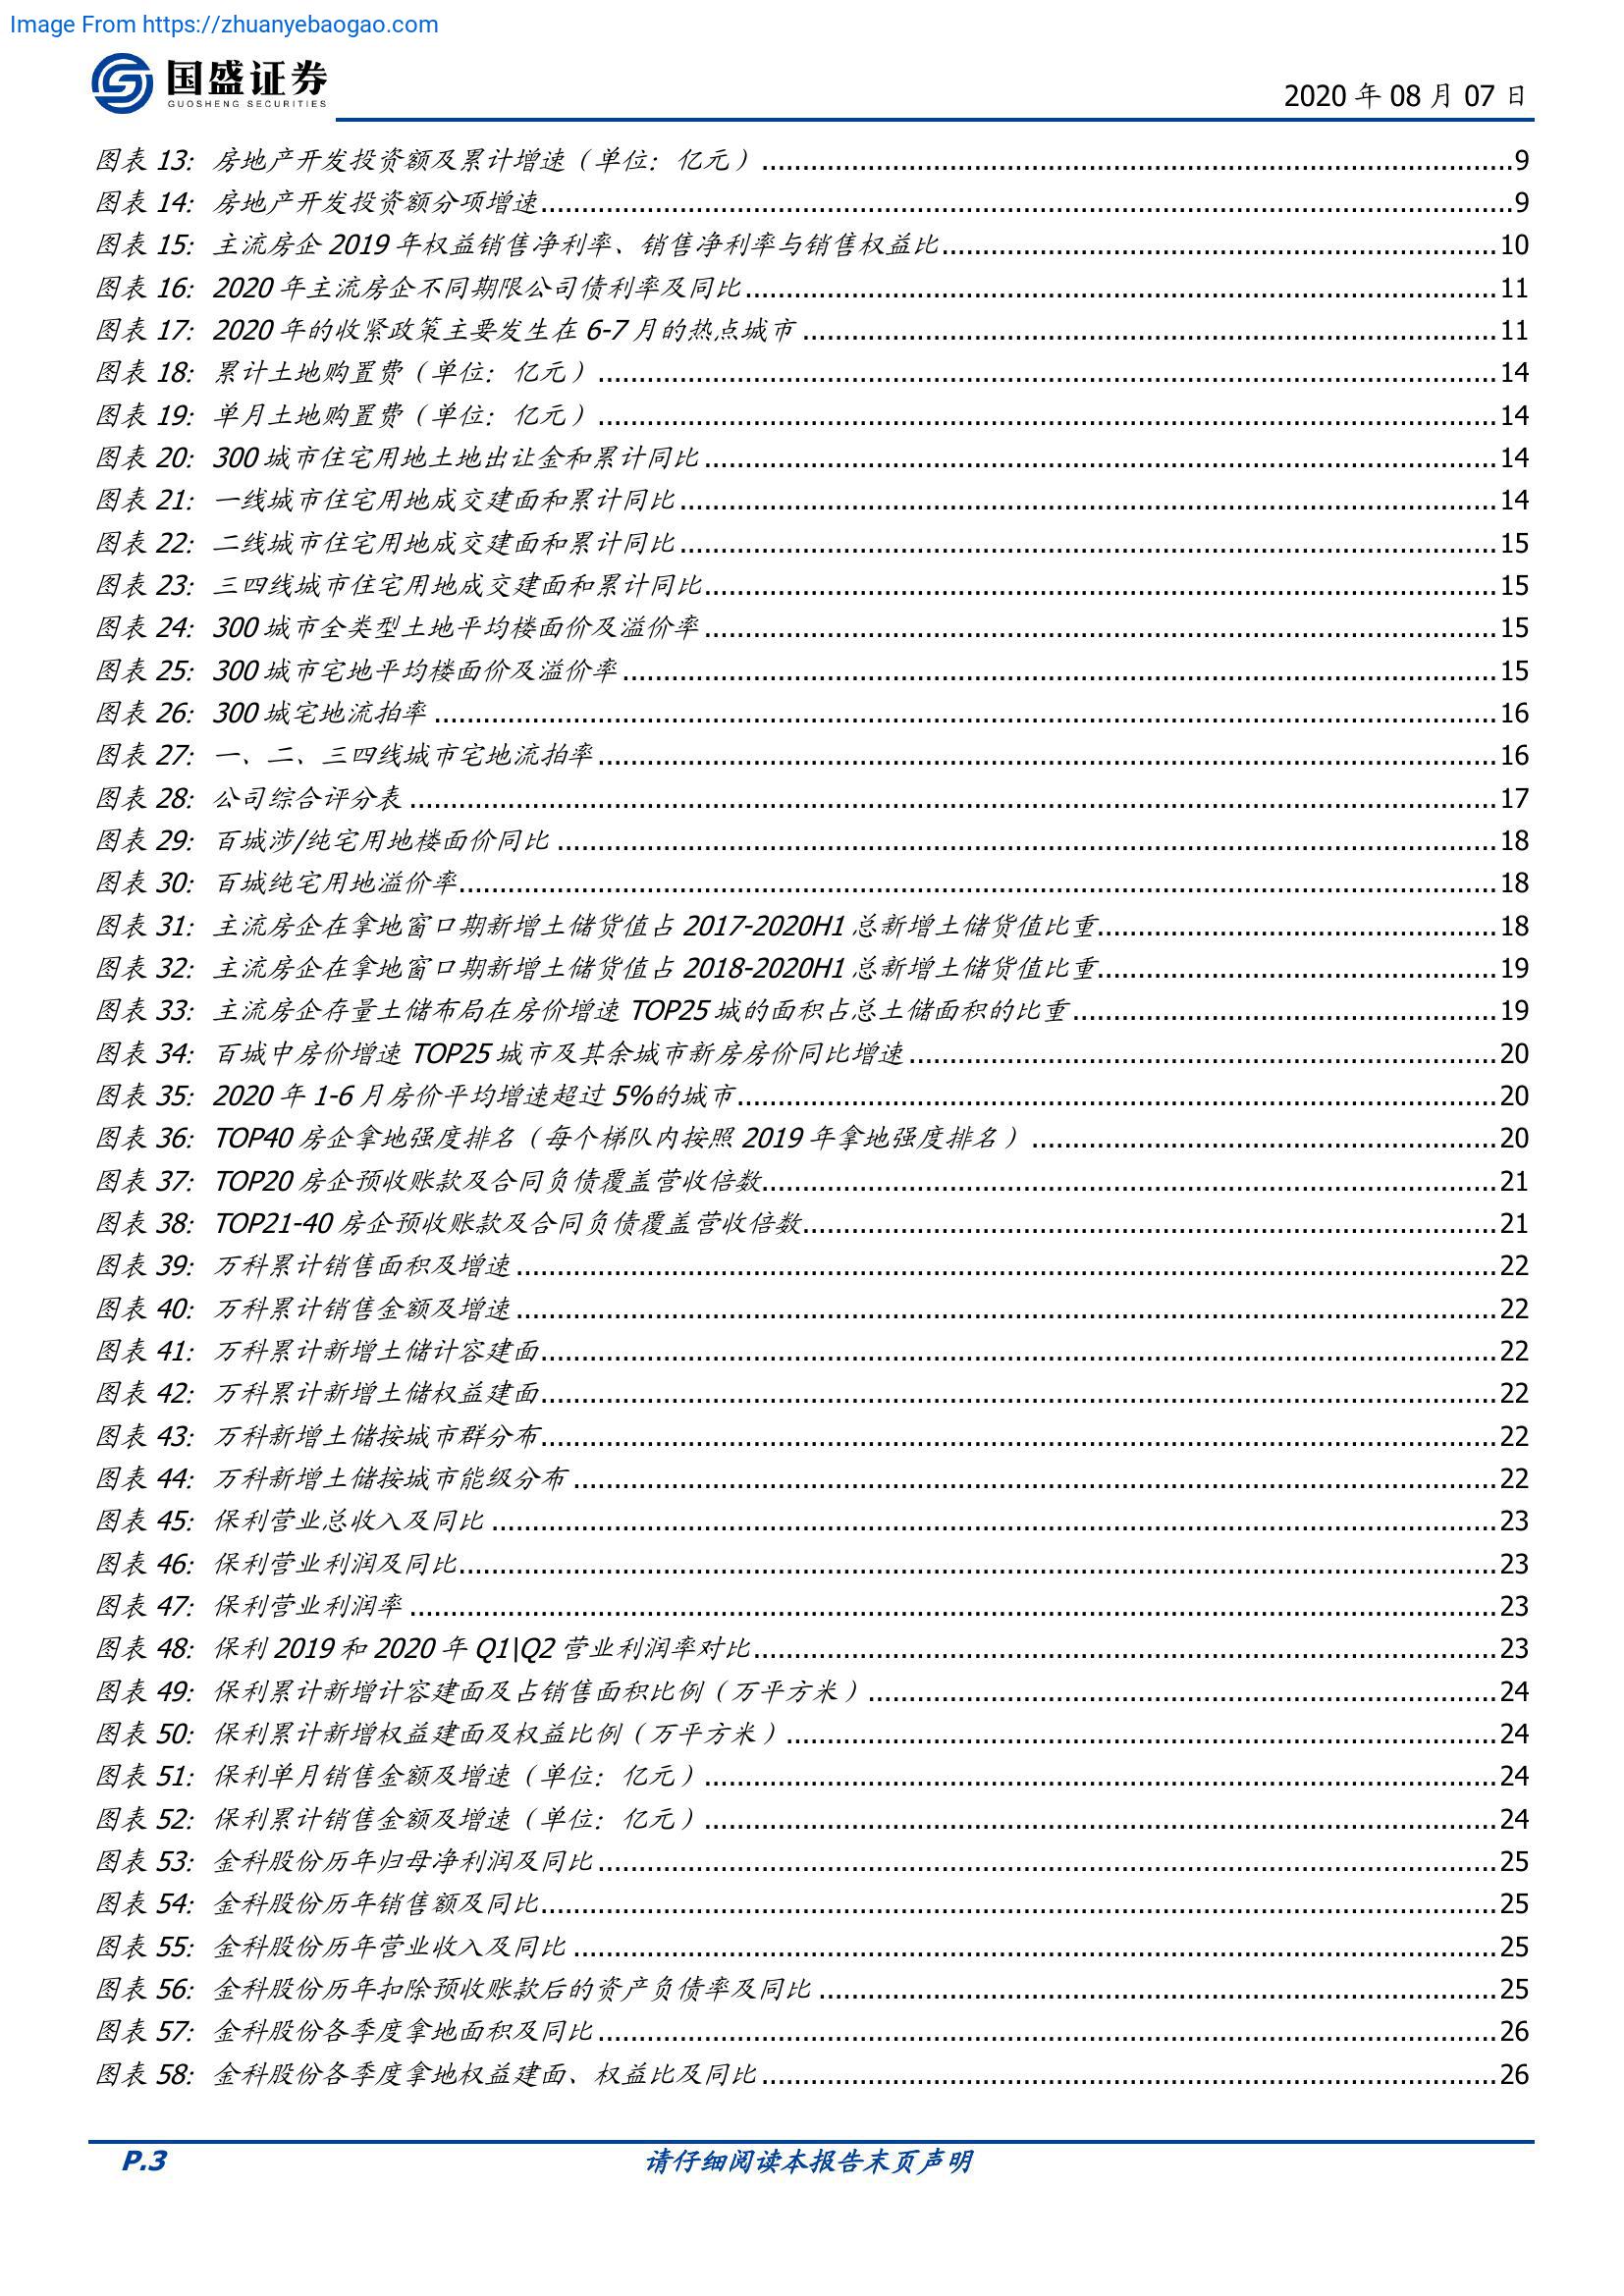 Image From https://zhuanyebaogao.com
国盛证券
GUOSHENG SECURITIES
2020 年 08 月 07 日
图表 13: 房地产开发投资额及累计增速（单位：亿元）...9
图表 14: 房地产开发投资额分项增速...9
图表 15: 主流房企 2019 年权益销售净利率、销售净利率与销售权益比...10
图表 16: 2020 年主流房企不同期限公司债利率及同比...11
图表 17: 2020 年的收紧政策主要发生在 6-7 月的热点城市...11
图表 18: 累计土地购置费（单位：亿元）...14
图表 19: 单月土地购置费（单位：亿元）...14
图表 20: 300 城市住宅用地土地出让金和累计同比...14
图表 21: 一线城市住宅用地成交建面和累计同比...14
图表 22: 二线城市住宅用地成交建面和累计同比...15
图表 23: 三四线城市住宅用地成交建面和累计同比...15
图表 24: 300 城市全类型土地平均楼面价及溢价率...15
图表 25: 300 城市宅地平均楼面价及溢价率...15
图表 26: 300 城宅地流拍率...16
图表 27: 一、二、三四线城市宅地流拍率...16
图表 28: 公司综合评分表...17
图表 29: 百城涉/纯宅用地楼面价同比...18
图表 30: 百城纯宅用地溢价率...18
图表 31: 主流房企在拿地窗口期新增土储货值占 2017-2020H1 总新增土储货值比重...18
图表 32: 主流房企在拿地窗口期新增土储货值占 2018-2020H1 总新增土储货值比重...19
图表 33: 主流房企存量土储布局在房价增速 TOP25 城的面积占总土储面积的比重...19
图表 34: 百城中房价增速 TOP25 城市及其余城市新房房价同比增速...20
图表 35: 2020 年 1-6 月房价平均增速超过 5%的城市...20
图表 36: TOP40 房企拿地强度排名（每个梯队内按照 2019 年拿地强度排名）...20
图表 37: TOP20 房企预收账款及合同负债覆盖营收倍数...21
图表 38: TOP21-40 房企预收账款及合同负债覆盖营收倍数...21
图表 39: 万科累计销售面积及增速...22
图表 40: 万科累计销售金额及增速...22
图表 41: 万科累计新增土储计容建面...22
图表 42: 万科累计新增土储权益建面...22
图表 43: 万科新增土储按城市群分布...22
图表 44: 万科新增土储按城市能级分布...22
图表 45: 保利营业总收入及同比...23
图表 46: 保利营业利润及同比...23
图表 47: 保利营业利润率...23
图表 48: 保利 2019 和 2020 年 Q1|Q2 营业利润率对比...23
图表 49: 保利累计新增计容建面及占销售面积比例（万平方米）...24
图表 50: 保利累计新增权益建面及权益比例（万平方米）...24
图表 51: 保利单月销售金额及增速（单位：亿元）...24
图表 52: 保利累计销售金额及增速（单位：亿元）...24
图表 53: 金科股份历年归母净利润及同比...25
图表 54: 金科股份历年销售额及同比...25
图表 55: 金科股份历年营业收入及同比...25
图表 56: 金科股份历年扣除预收账款后的资产负债率及同比...25
图表 57: 金科股份各季度拿地面积及同比...26
图表 58: 金科股份各季度拿地权益建面、权益比及同比...26
P.3
请仔细阅读本报告末页声明